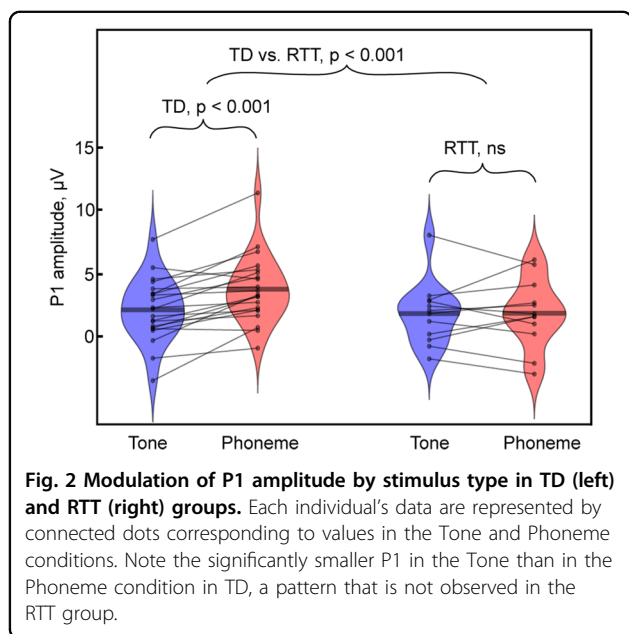 TD vs. RTT, p < 0.001
TD, p < 0.001
RTT, ns
15
10
5
0
P1 amplitude, µV
Tone
Phoneme
Tone
Phoneme
Fig. 2 Modulation of P1 amplitude by stimulus type in TD (left)
and RTT (right) groups. Each individual's data are represented by
connected dots corresponding to values in the Tone and Phoneme
conditions. Note the significantly smaller P1 in the Tone than in the
Phoneme condition in TD, a pattern that is not observed in the
RTT group.